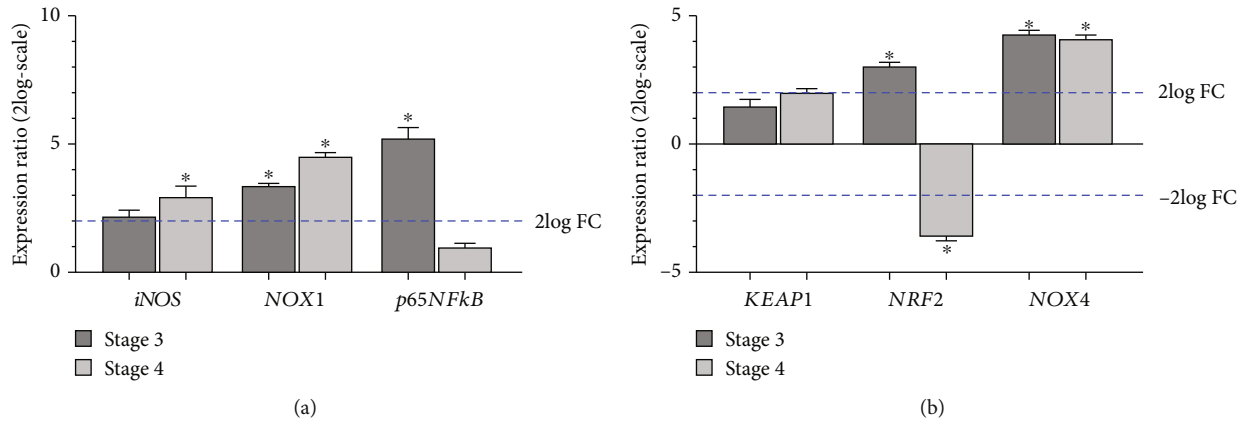 10
5
0
Expression ratio (2log-scale)
*
*
*
*
2log FC
iNOS
NOX1
p65NFkB
Stage 3
Stage 4
(a)
5
0
−5
Expression ratio (2log-scale)
*
*
*
*
2log FC
−2log FC
KEAP1
NRF2
NOX4
Stage 3
Stage 4
(b)